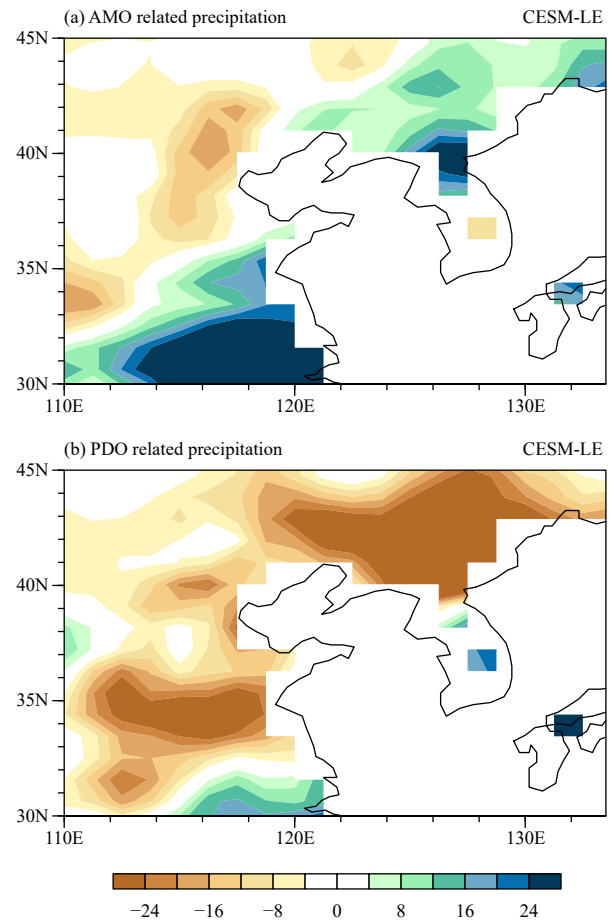 (a) AMO related precipitation CESM-LE
45N
40N
35N
30N
110E 120E 130E
(b) PDO related precipitation CESM-LE
45N
40N
35N
30N
110E 120E 130E
−24 −16 −8 0 8 16 24